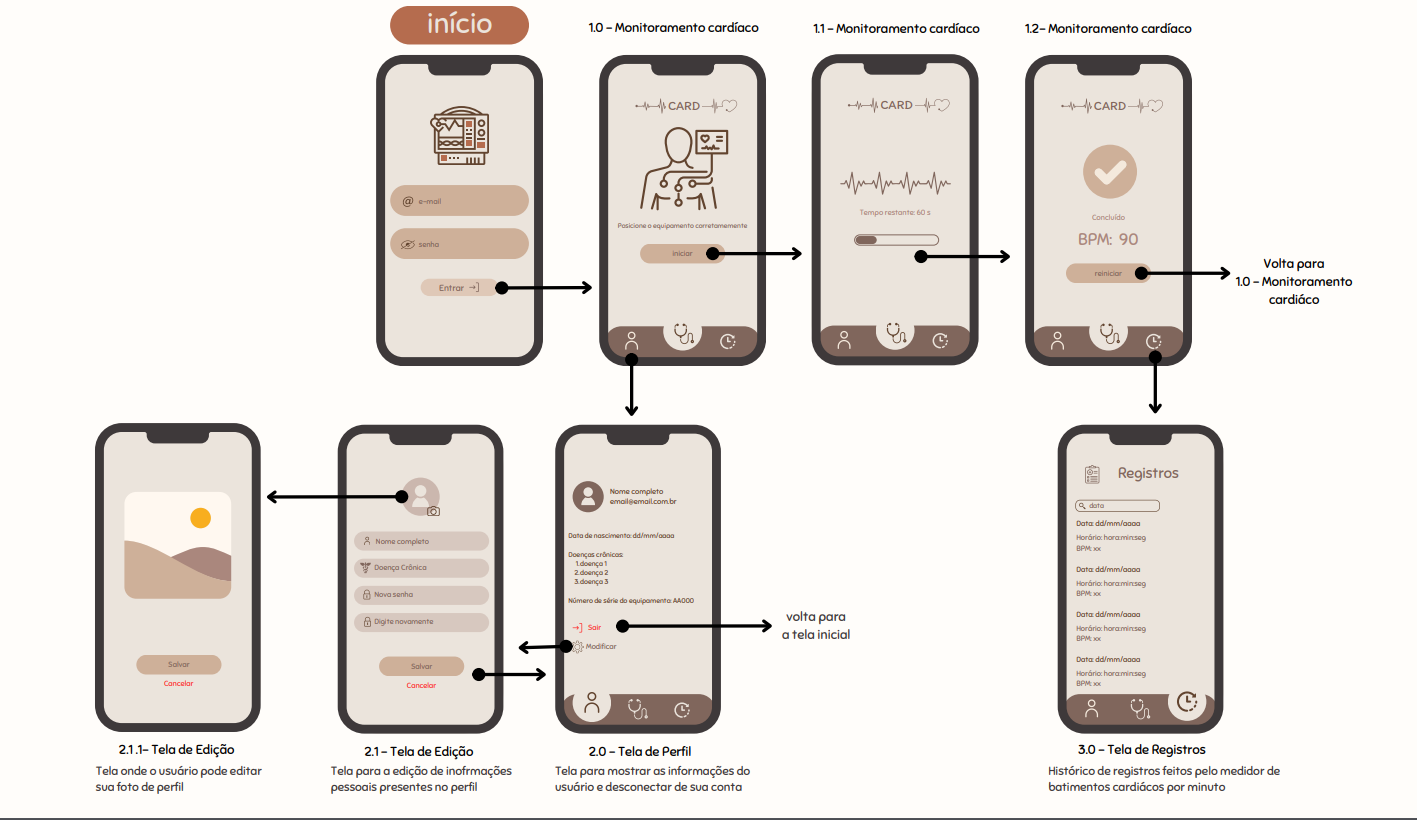 início
1.0 - Monitoramento cardíaco
1.1 - Monitoramento cardíaco
1.2- Monitoramento cardíaco
@ e-mail
senha
Entrar
CARD
Posicione o equipamento corretamemente
iniciar
CARD
Tempo restante: 60 s
CARD
Concluído
BPM: 90
reiniciar
Volta para
1.0 - Monitoramento
cardiáco
Salvar
Cancelar
2.1.1- Tela de Edição
Tela onde o usuário pode editar
sua foto de perfil
Nome completo
Doença Crônica
Nova senha
Digite novamente
Salvar
Cancelar
2.1 - Tela de Edição
Tela para a edição de inofrmações
pessoais presentes no perfil
Nome completo
email@email.com.br
Data de nascimento: dd/mm/aaaa
Doenças crônicas:
1.doença 1
2.doença 2
3.doença 3
Número de série do equipamento: AA000
Sair
Modificar
volta para
a tela inicial
2.0 - Tela de Perfil
Tela para mostrar as informações do
usuário e desconectar de sua conta
Registros
data
Data: dd/mm/aaaa
Horário: hora:min:seg
BPM: xx
Data: dd/mm/aaaa
Horário: hora:min:seg
BPM: xx
Data: dd/mm/aaaa
Horário: hora:min:seg
BPM: xx
Data: dd/mm/aaaa
Horário: hora:min:seg
BPM: xx
3.0 - Tela de Registros
Histórico de registros feitos pelo medidor de
batimentos cardiácos por minuto